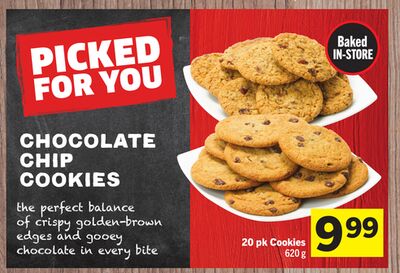 PICKED
FOR YOU
Baked
IN-STORE
CHOCOLATE
CHIP
COOKIES
the perfect balance
of crispy golden-brown
edges and gooey
chocolate in every bite
20 pk Cookies
620 g
9.99